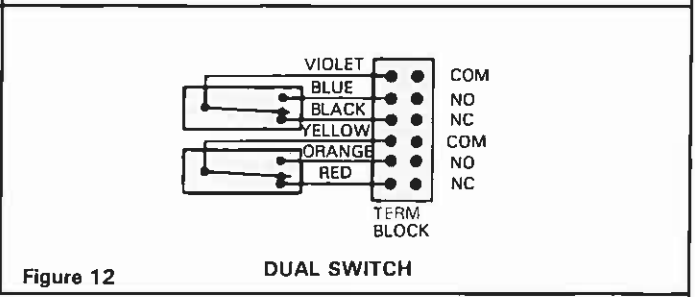 VIOLET COM
BLUE NO
BLACK NC
YELLOW COM
ORANGE NO
RED NC
TERM
BLOCK
Figure 12 DUAL SWITCH